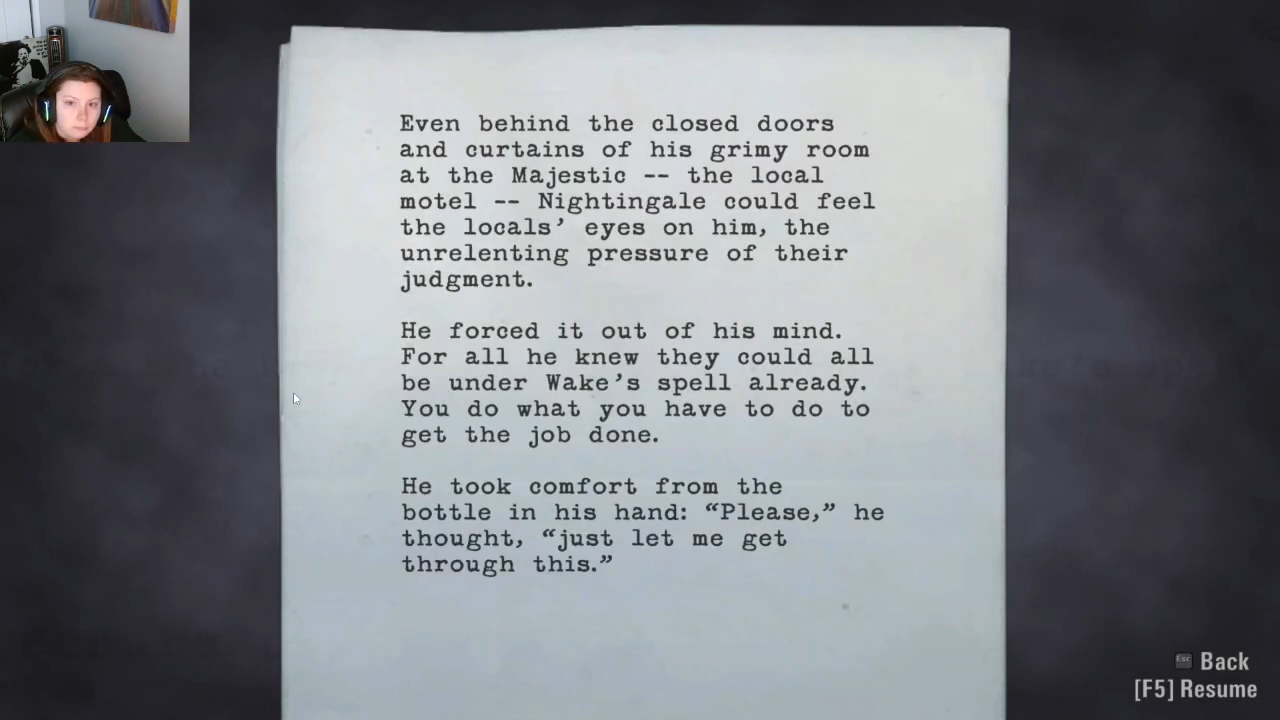 Even behind the closed doors
and curtains of his grimy room
at the Majestic -- the local
motel -- Nightingale could feel
the locals’ eyes on him, the
unrelenting pressure of their
judgment.
He forced it out of his mind.
For all he knew they could all
be under Wake’s spell already.
You do what you have to do to
get the job done.
He took comfort from the
bottle in his hand: “Please,” he
thought, “just let me get
through this.”
Esc Back
[F5] Resume